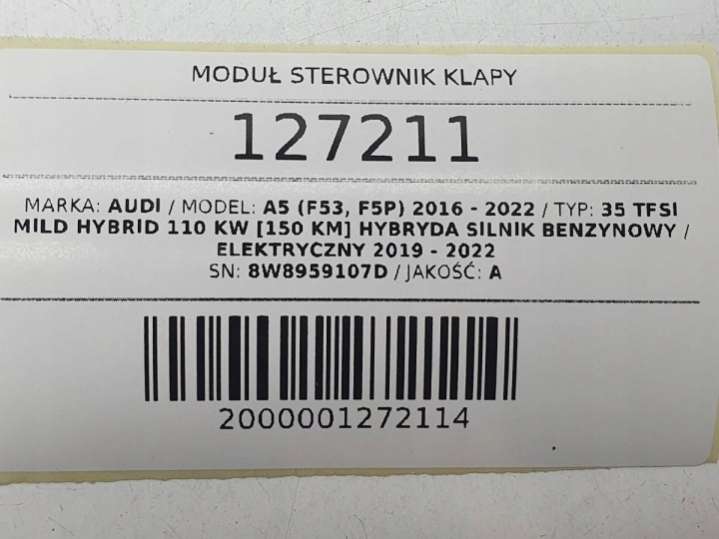 MODUŁ STEROWNIK KLAPY
127211
MARKA: AUDI / MODEL: A5 (F53, F5P) 2016 - 2022 / TYP: 35 TFSI
MILD HYBRID 110 KW [150 KM] HYBRYDA SILNIK BENZYNOWY /
ELEKTRYCZNY 2019 - 2022
SN: 8W8959107D / JAKOŚĆ: A
2000001272114